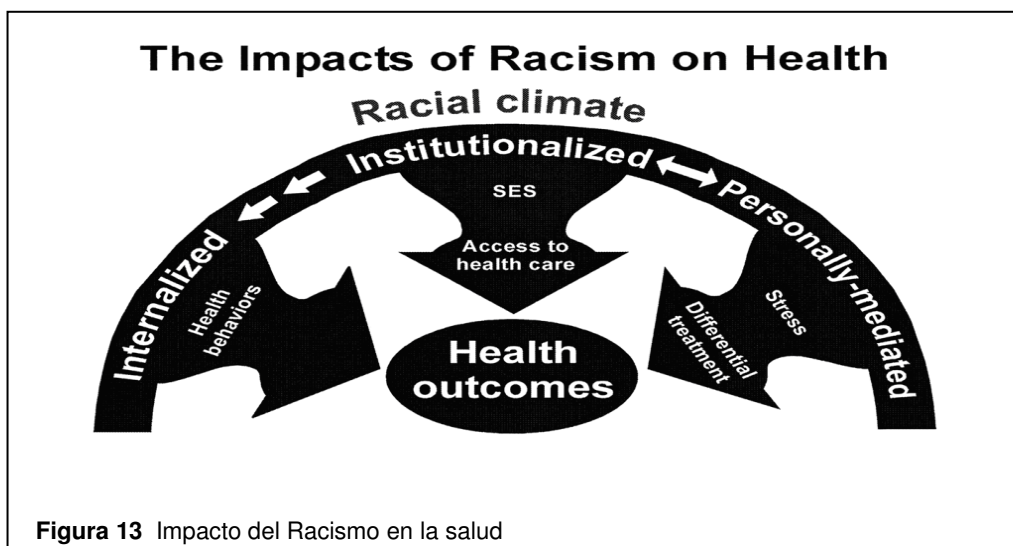 The Impacts of Racism on Health
Racial climate
Internalized
Institutionalized
Personally-mediated
SES
Access to
health care
Health
behaviors
Stress
Differential
treatment
Health
outcomes
Figura 13 Impacto del Racismo en la salud